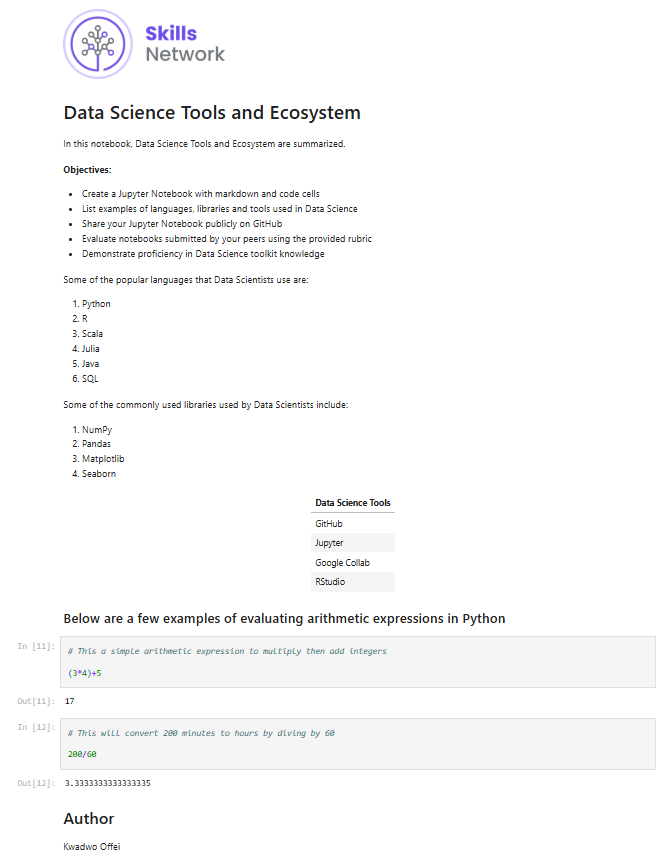 Skills
Network
Data Science Tools and Ecosystem
In this notebook, Data Science Tools and Ecosystem are summarized.
Objectives:
• Create a Jupyter Notebook with markdown and code cells
• List examples of languages, libraries and tools used in Data Science
• Share your Jupyter Notebook publicly on GitHub
• Evaluate notebooks submitted by your peers using the provided rubric
• Demonstrate proficiency in Data Science toolkit knowledge
Some of the popular languages that Data Scientists use are:
1. Python
2. R
3. Scala
4. Julia
5. Java
6. SQL
Some of the commonly used libraries used by Data Scientists include:
1. NumPy
2. Pandas
3. Matplotlib
4. Seaborn
Data Science Tools
GitHub
Jupyter
Google Collab
RStudio
Below are a few examples of evaluating arithmetic expressions in Python
In [11]: # This a simple arithmetic expression to multiply then add integers
(3*4)+5
Out[11]: 17
In [12]: # This will convert 200 minutes to hours by diving by 60
200/60
Out[12]: 3.3333333333333335
Author
Kwadwo Offei